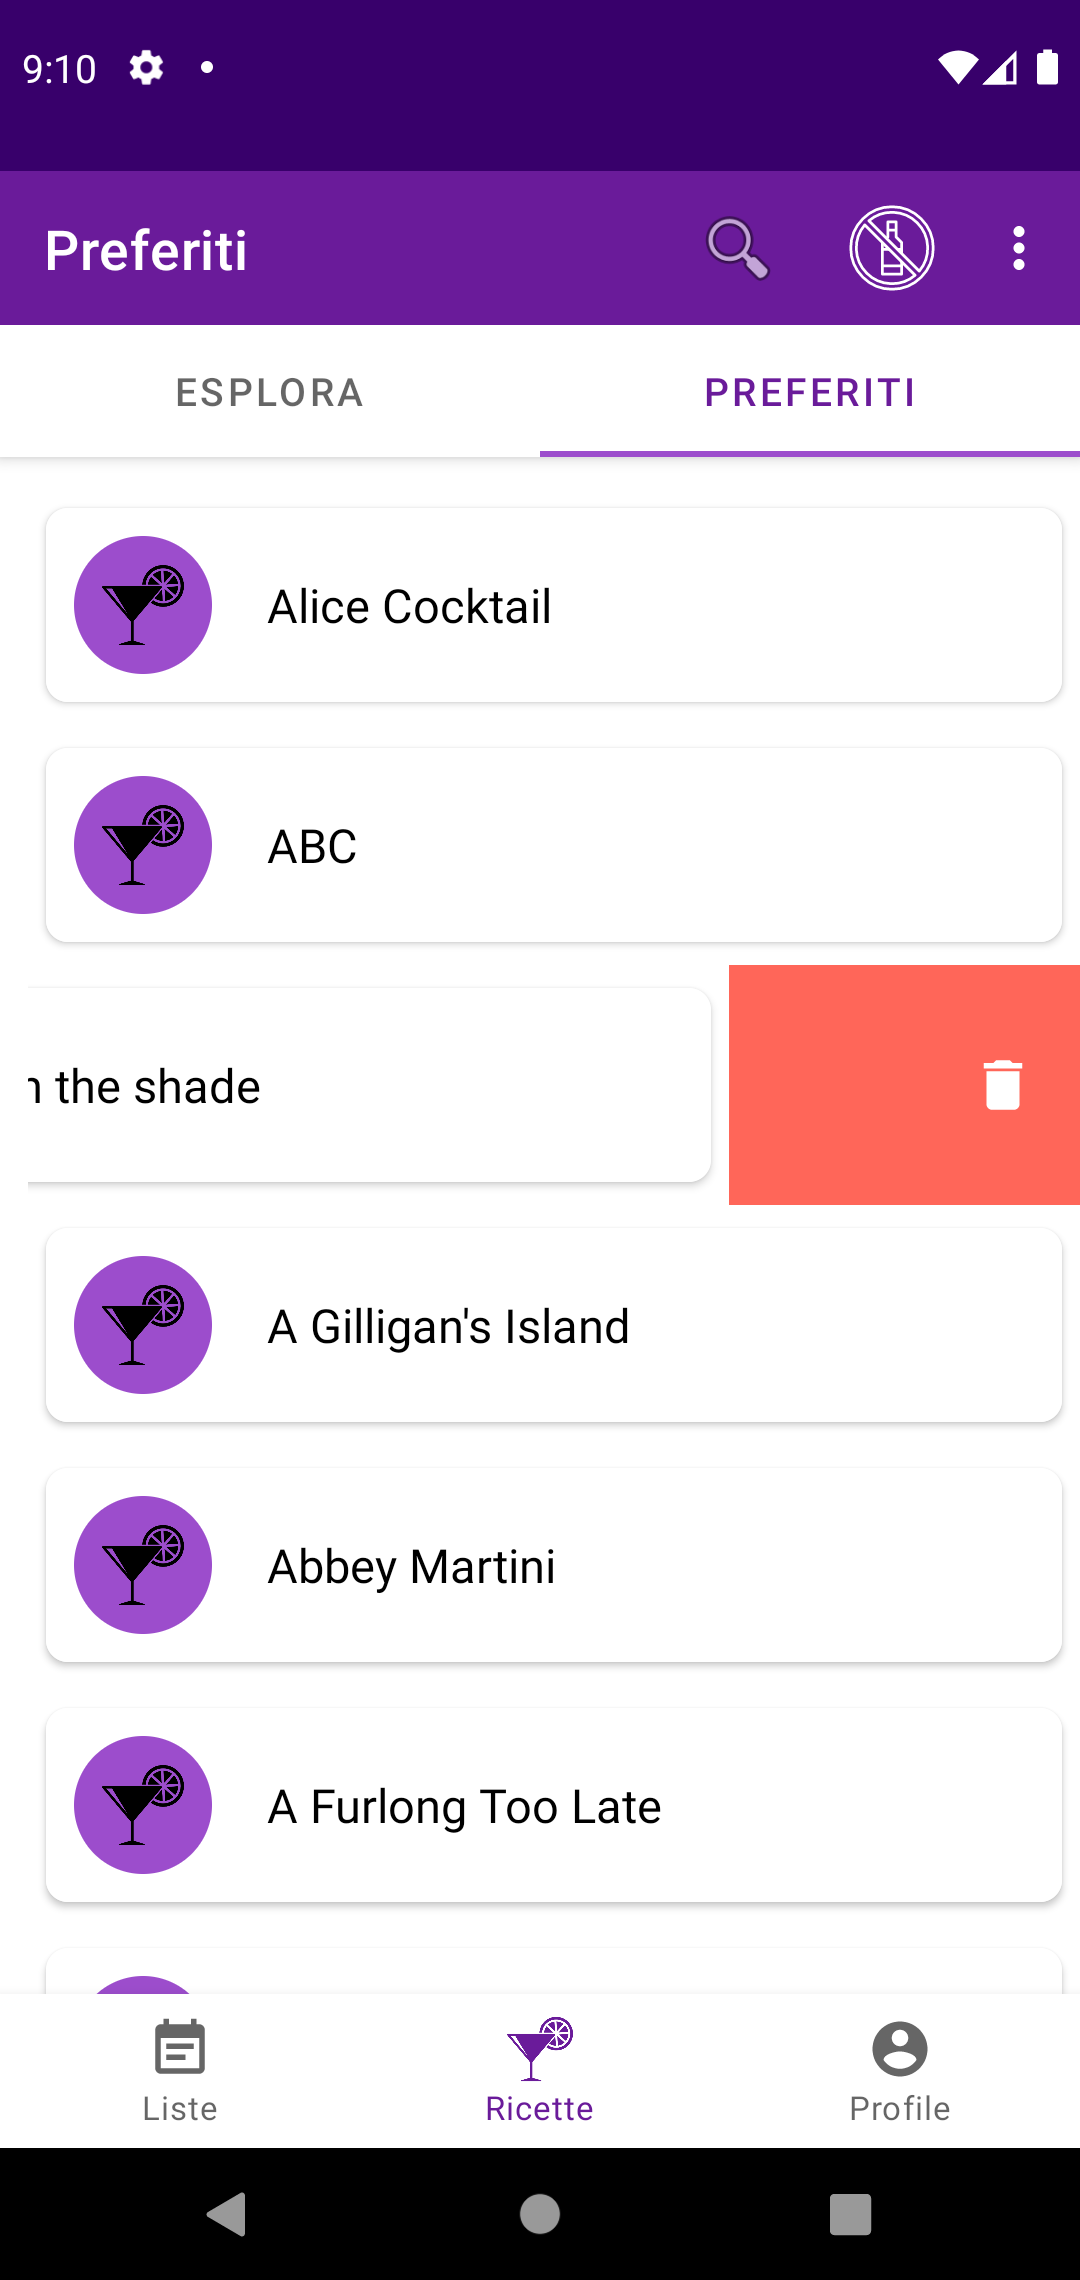 9:10
Preferiti
ESPLORA
PREFERITI
Alice Cocktail
ABC
the shade
A Gilligan's Island
Abbey Martini
A Furlong Too Late
Liste
Ricette
Profile